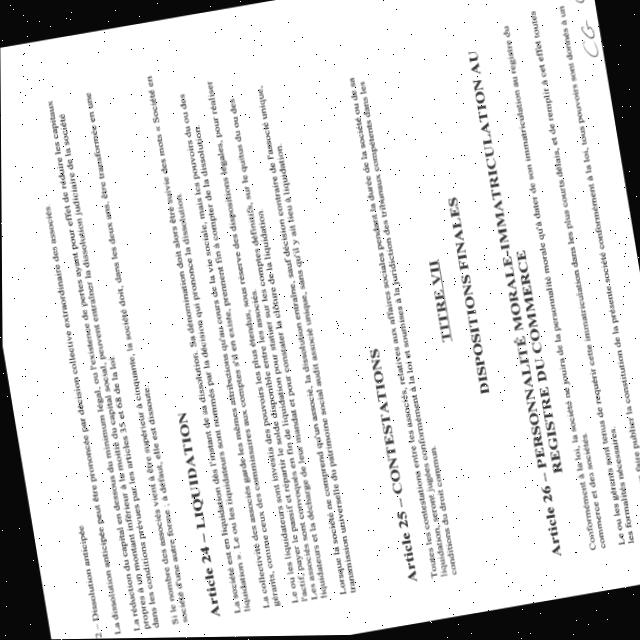 2. – Dissolution anticipée
La dissolution anticipée peut être prononcée par décision collective extraordinaire des associés
La réduction du capital en dessous du minimum légal, ou l'existence de pertes ayant pour effet de réduire les capitaux
propres à un montant inférieur à la moitié du capital social, peuvent entraîner la dissolution judiciaire de la société
dans les conditions prévues par les articles 35 et 68 de la loi
Si le nombre des associés vient à être supérieur à cinquante, la société doit, dans les deux ans, être transformée en une
société d'une autre forme ; à défaut, elle est dissoute.
Article 24 – LIQUIDATION
La société est en liquidation dès l'instant de sa dissolution. Sa dénomination doit alors être suivie des mots « Société en
liquidation ». Le ou les liquidateurs sont nommés par la décision qui prononce la dissolution.
La collectivité des associés garde les mêmes attributions qu'au cours de la vie sociale, mais les pouvoirs du ou des
gérants, comme ceux des commissaires aux comptes s'il en existe, prennent fin à compter de la dissolution.
Le ou les liquidateurs sont investis des pouvoirs les plus étendus, sous réserve des dispositions légales, pour réaliser
l'actif, payer le passif et répartir le solde disponible entre les associés.
Les associés sont convoqués en fin de liquidation pour statuer sur les comptes définitifs, sur le quitus du ou des
liquidateurs et la décharge de leur mandat et pour constater la clôture de la liquidation.
Lorsque la société ne comprend qu'un associé, la dissolution entraîne, sauf décision contraire de l'associé unique,
transmission universelle du patrimoine social audit associé unique, sans qu'il y ait lieu à liquidation.
Article 25 – CONTESTATIONS
Toutes les contestations entre les associés, relatives aux affaires sociales pendant la durée de la société ou de sa
liquidation, seront jugées conformément à la loi et soumises à la juridiction des tribunaux compétents dans les
conditions du droit commun.
TITRE VII
DISPOSITIONS FINALES
Article 26 – PERSONNALITÉ MORALE-IMMATRICULATION AU
REGISTRE DU COMMERCE
Conformément à la loi, la société ne jouira de la personnalité morale qu'à dater de son immatriculation au registre du
commerce et des sociétés.
Le ou les gérants sont tenus de requérir cette immatriculation dans les plus courts délais, et de remplir à cet effet toutes
les formalités nécessaires.
faire publier la constitution de la présente société conformément à la loi, tous pouvoirs sont donnés à un
CG